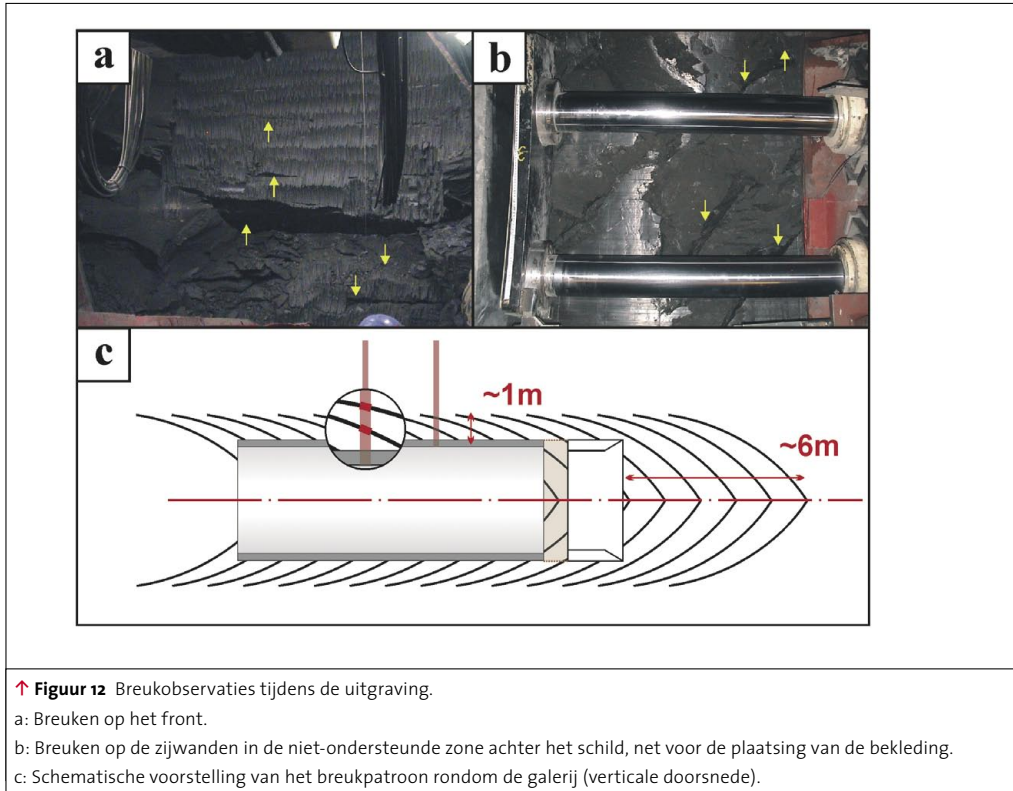 a
b
c
~1m
~6m
↑ Figuur 12 Breukobservaties tijdens de uitgraving.
a: Breuken op het front.
b: Breuken op de zijwanden in de niet-ondersteunde zone achter het schild, net voor de plaatsing van de bekleding.
c: Schematische voorstelling van het breukpatroon rondom de galerij (verticale doorsnede).